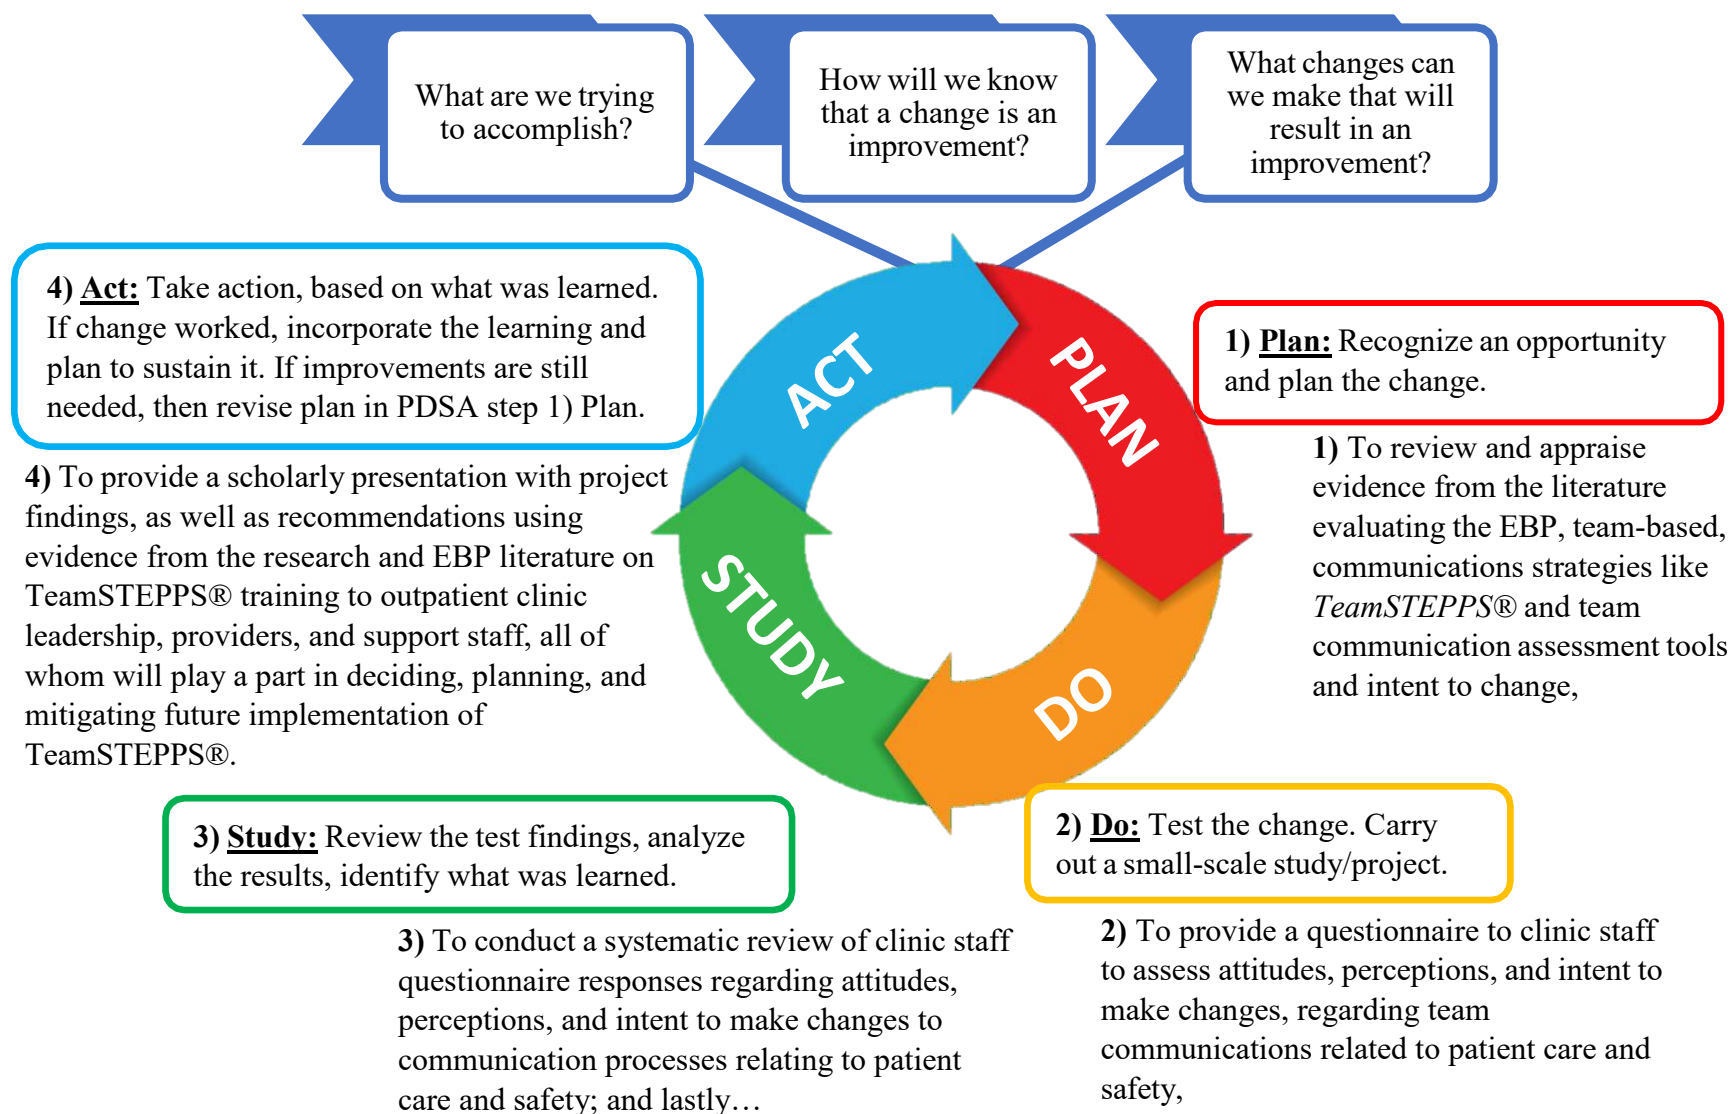 What are we trying
to accomplish?
How will we know
that a change is an
improvement?
What changes can
we make that will
result in an
improvement?
4) Act: Take action, based on what was learned.
If change worked, incorporate the learning and
plan to sustain it. If improvements are still
needed, then revise plan in PDSA step 1) Plan.
4) To provide a scholarly presentation with project
findings, as well as recommendations using
evidence from the research and EBP literature on
TeamSTEPPS® training to outpatient clinic
leadership, providers, and support staff, all of
whom will play a part in deciding, planning, and
mitigating future implementation of
TeamSTEPPS®.
ACT
PLAN
STUDY
DO
1) Plan: Recognize an opportunity
and plan the change.
1) To review and appraise
evidence from the literature
evaluating the EBP, team-based,
communications strategies like
TeamSTEPPS® and team
communication assessment tools
and intent to change,
3) Study: Review the test findings, analyze
the results, identify what was learned.
3) To conduct a systematic review of clinic staff
questionnaire responses regarding attitudes,
perceptions, and intent to make changes to
communication processes relating to patient
care and safety; and lastly…
2) Do: Test the change. Carry
out a small-scale study/project.
2) To provide a questionnaire to clinic staff
to assess attitudes, perceptions, and intent to
make changes, regarding team
communications related to patient care and
safety,